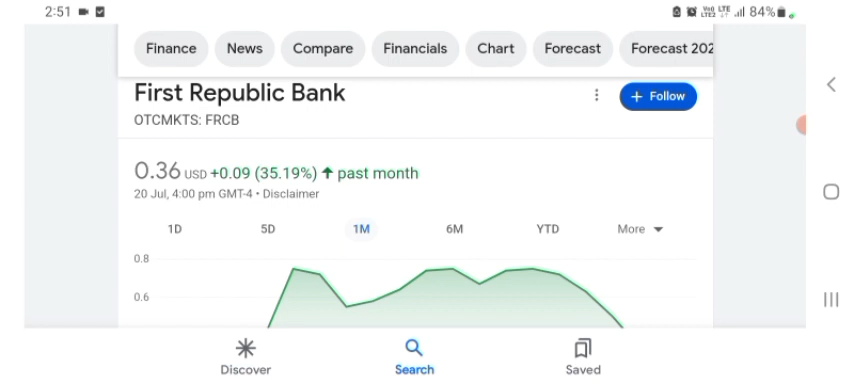 2:51 LTE2 LTE 84%
Finance News Compare Financials Chart Forecast Forecast 202
First Republic Bank
+ Follow
OTCMKTS: FRCB
0.36 USD +0.09 (35.19%) ↑ past month
20 Jul, 4:00 pm GMT-4 • Disclaimer
1D 5D 1M 6M YTD More
0.8
0.6
Discover Search Saved